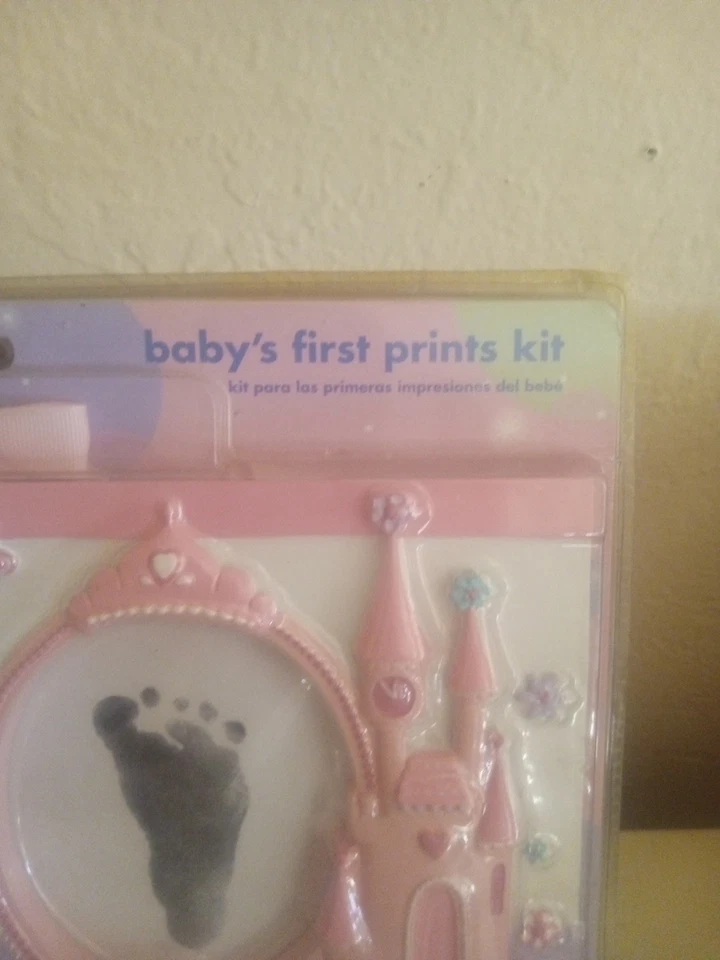 baby's first prints kit
kit para las primeras impresiones del bebé